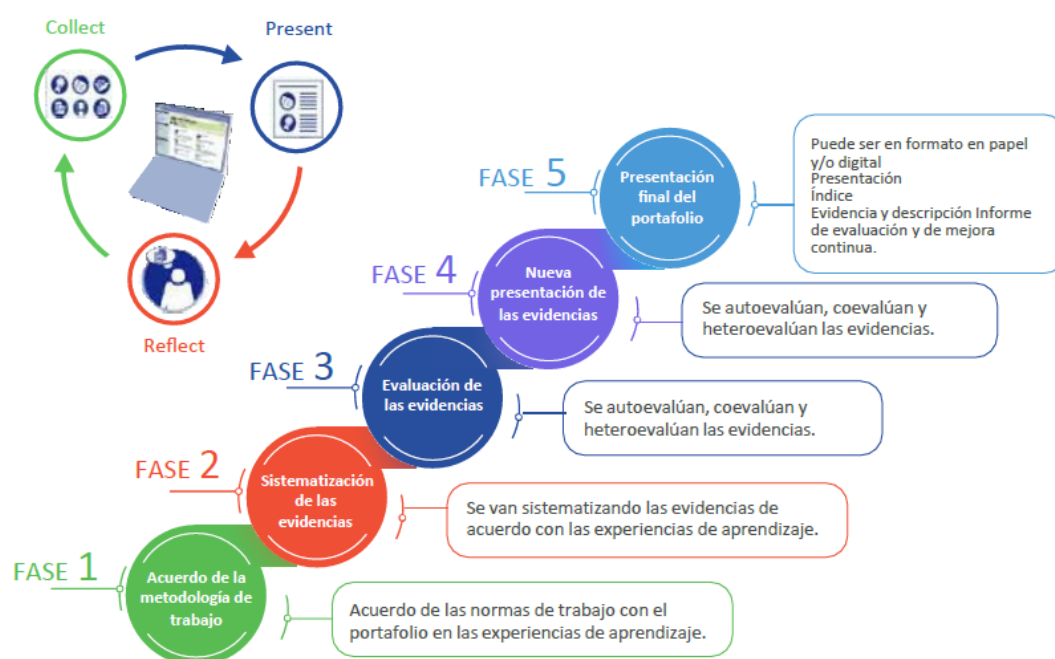 Collect
Present
Reflect
FASE 5
Presentación
final del
portafolio
Puede ser en formato en papel
y/o digital
Presentación
Índice
Evidencia y descripción Informe
de evaluación y de mejora
continua.
FASE 4
Nueva
presentación de
las evidencias
Se autoevalúan, coevalúan y
heteroevalúan las evidencias.
FASE 3
Evaluación de
las evidencias
Se autoevalúan, coevalúan y
heteroevalúan las evidencias.
FASE 2
Sistematización
de las
evidencias
Se van sistematizando las evidencias de
acuerdo con las experiencias de aprendizaje.
FASE 1
Acuerdo de la
metodología de
trabajo
Acuerdo de las normas de trabajo con el
portafolio en las experiencias de aprendizaje.